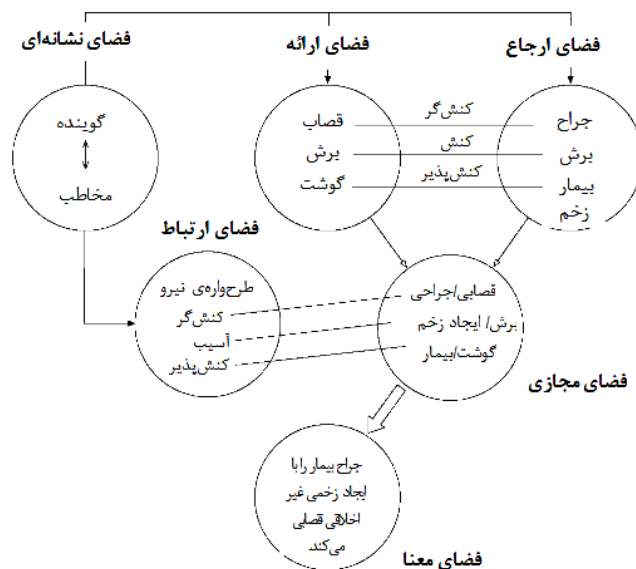 فضای نشانه‌ای
فضای ارائه
فضای ارجاع
گوینده
مخاطب
قصاب
برش
گوشت
کنش‌گر
کنش
کنش‌پذیر
جراح
برش
بیمار
زخم
فضای ارتباط
طرح‌واره‌ی نیرو
کنش‌گر
آسیب
کنش‌پذیر
قصابی/جراحی
برش/ ایجاد زخم
گوشت/بیمار
فضای مجازی
جراح بیمار را با
ایجاد زخمی غیر
اخلاقی قصابی
می‌کند.
فضای معنا